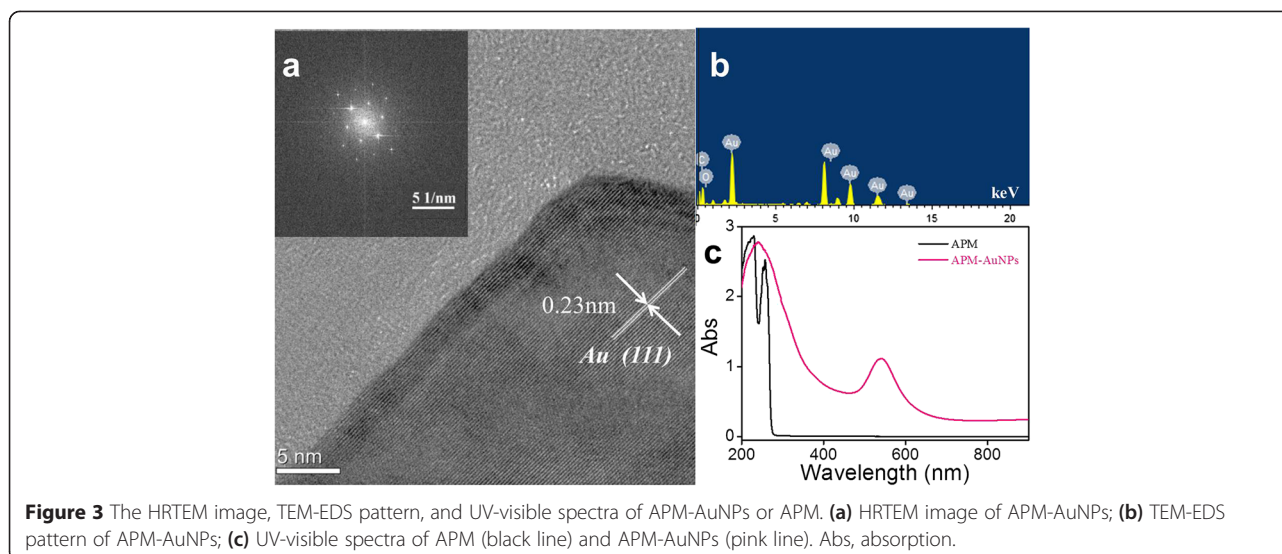 a
5 1/nm
0.23nm
Au (111)
5 nm
b
C
O
Au
Au
Au
Au
Au
keV
0 5 10 15 20
c
APM
APM-AuNPs
3
2
1
0
Abs
200 400 600 800
Wavelength (nm)
Figure 3 The HRTEM image, TEM-EDS pattern, and UV-visible spectra of APM-AuNPs or APM. (a) HRTEM image of APM-AuNPs; (b) TEM-EDS
pattern of APM-AuNPs; (c) UV-visible spectra of APM (black line) and APM-AuNPs (pink line). Abs, absorption.